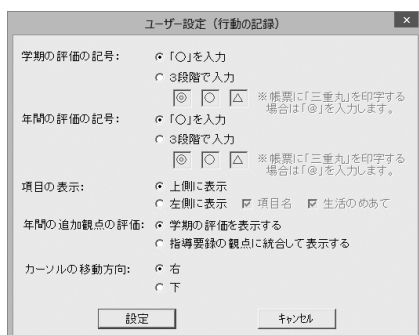 ユーザー設定（行動の記録）
×
学期の評価の記号: 「○」を入力
3段階で入力
◎ ○ △ ※帳票に「三重丸」を印字する
場合は「@」を入力します。
年間の評価の記号: 「○」を入力
3段階で入力
◎ ○ △ ※帳票に「三重丸」を印字する
場合は「@」を入力します。
項目の表示: 上側に表示
左側に表示 項目名 生活のめあて
年間の追加観点の評価: 学期の評価を表示する
指導要録の観点に統合して表示する
カーソルの移動方向: 右
下
設定 キャンセル